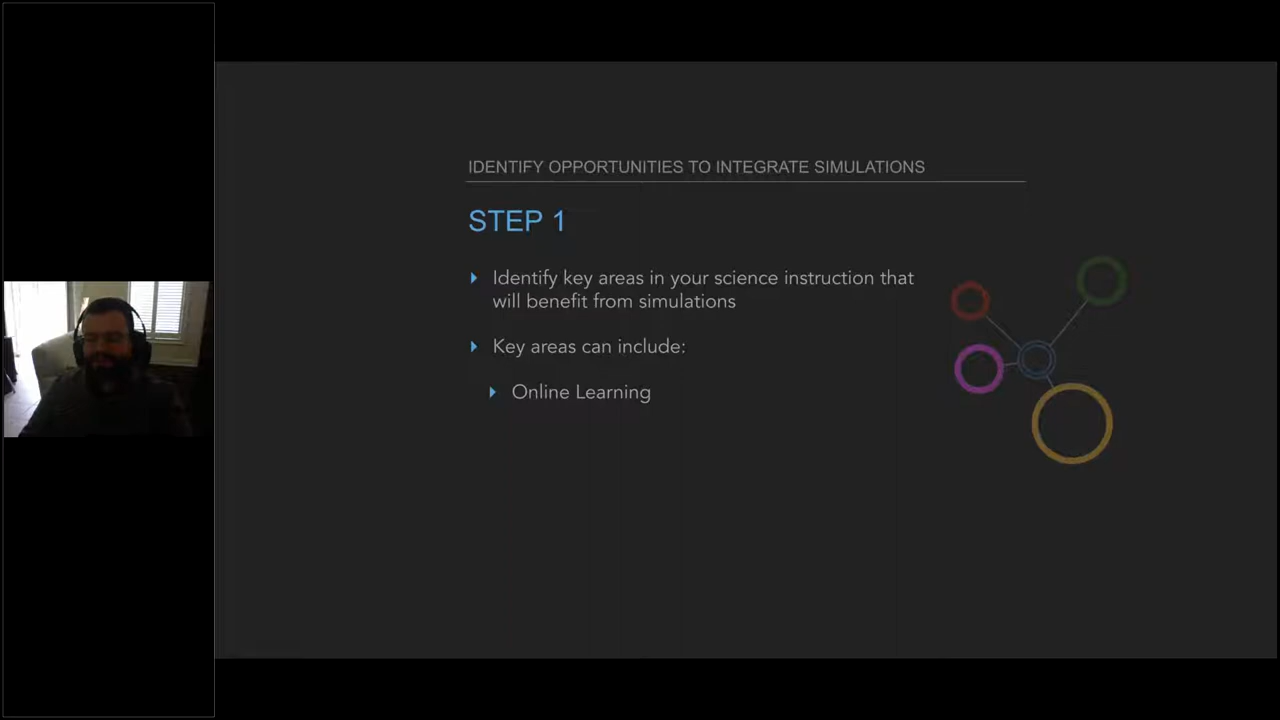 IDENTIFY OPPORTUNITIES TO INTEGRATE SIMULATIONS
STEP 1
Identify key areas in your science instruction that
will benefit from simulations
Key areas can include:
Online Learning